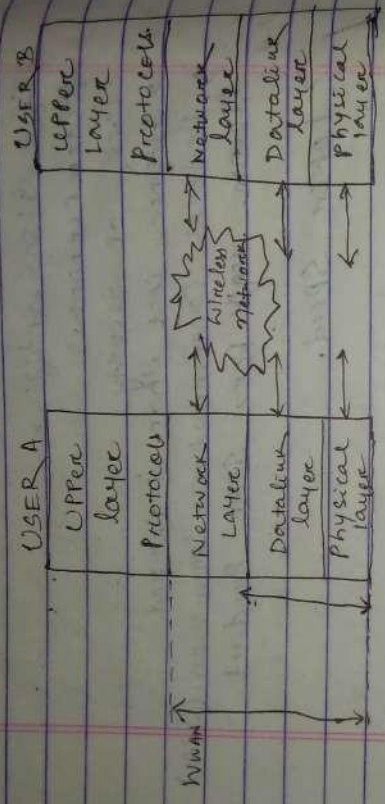 USER A
UPPER
layer
Protocols
Network
Layer
Datalink
layer
Physical
layer
WWAN
Wireless
network
USER B
Upper
Layer
Protocols
Network
layer
Datalink
layer
Physical
layer